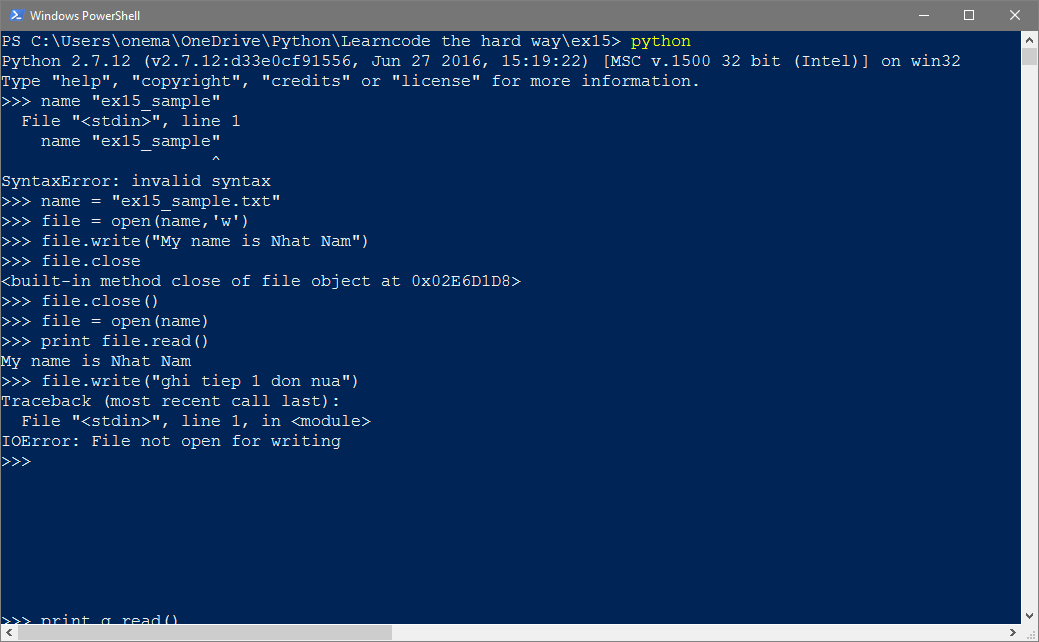 Windows PowerShell
PS C:\Users\onema\OneDrive\Python\Learncode the hard way\ex15> python
Python 2.7.12 (v2.7.12:d33e0cf91556, Jun 27 2016, 15:19:22) [MSC v.1500 32 bit (Intel)] on win32
Type "help", "copyright", "credits" or "license" for more information.
>>> name "ex15_sample"
  File "<stdin>", line 1
    name "ex15_sample"
                     ^
SyntaxError: invalid syntax
>>> name = "ex15_sample.txt"
>>> file = open(name,'w')
>>> file.write("My name is Nhat Nam")
>>> file.close
<built-in method close of file object at 0x02E6D1D8>
>>> file.close()
>>> file = open(name)
>>> print file.read()
My name is Nhat Nam
>>> file.write("ghi tiep 1 don nua")
Traceback (most recent call last):
  File "<stdin>", line 1, in <module>
IOError: File not open for writing
>>>
>>> print read()